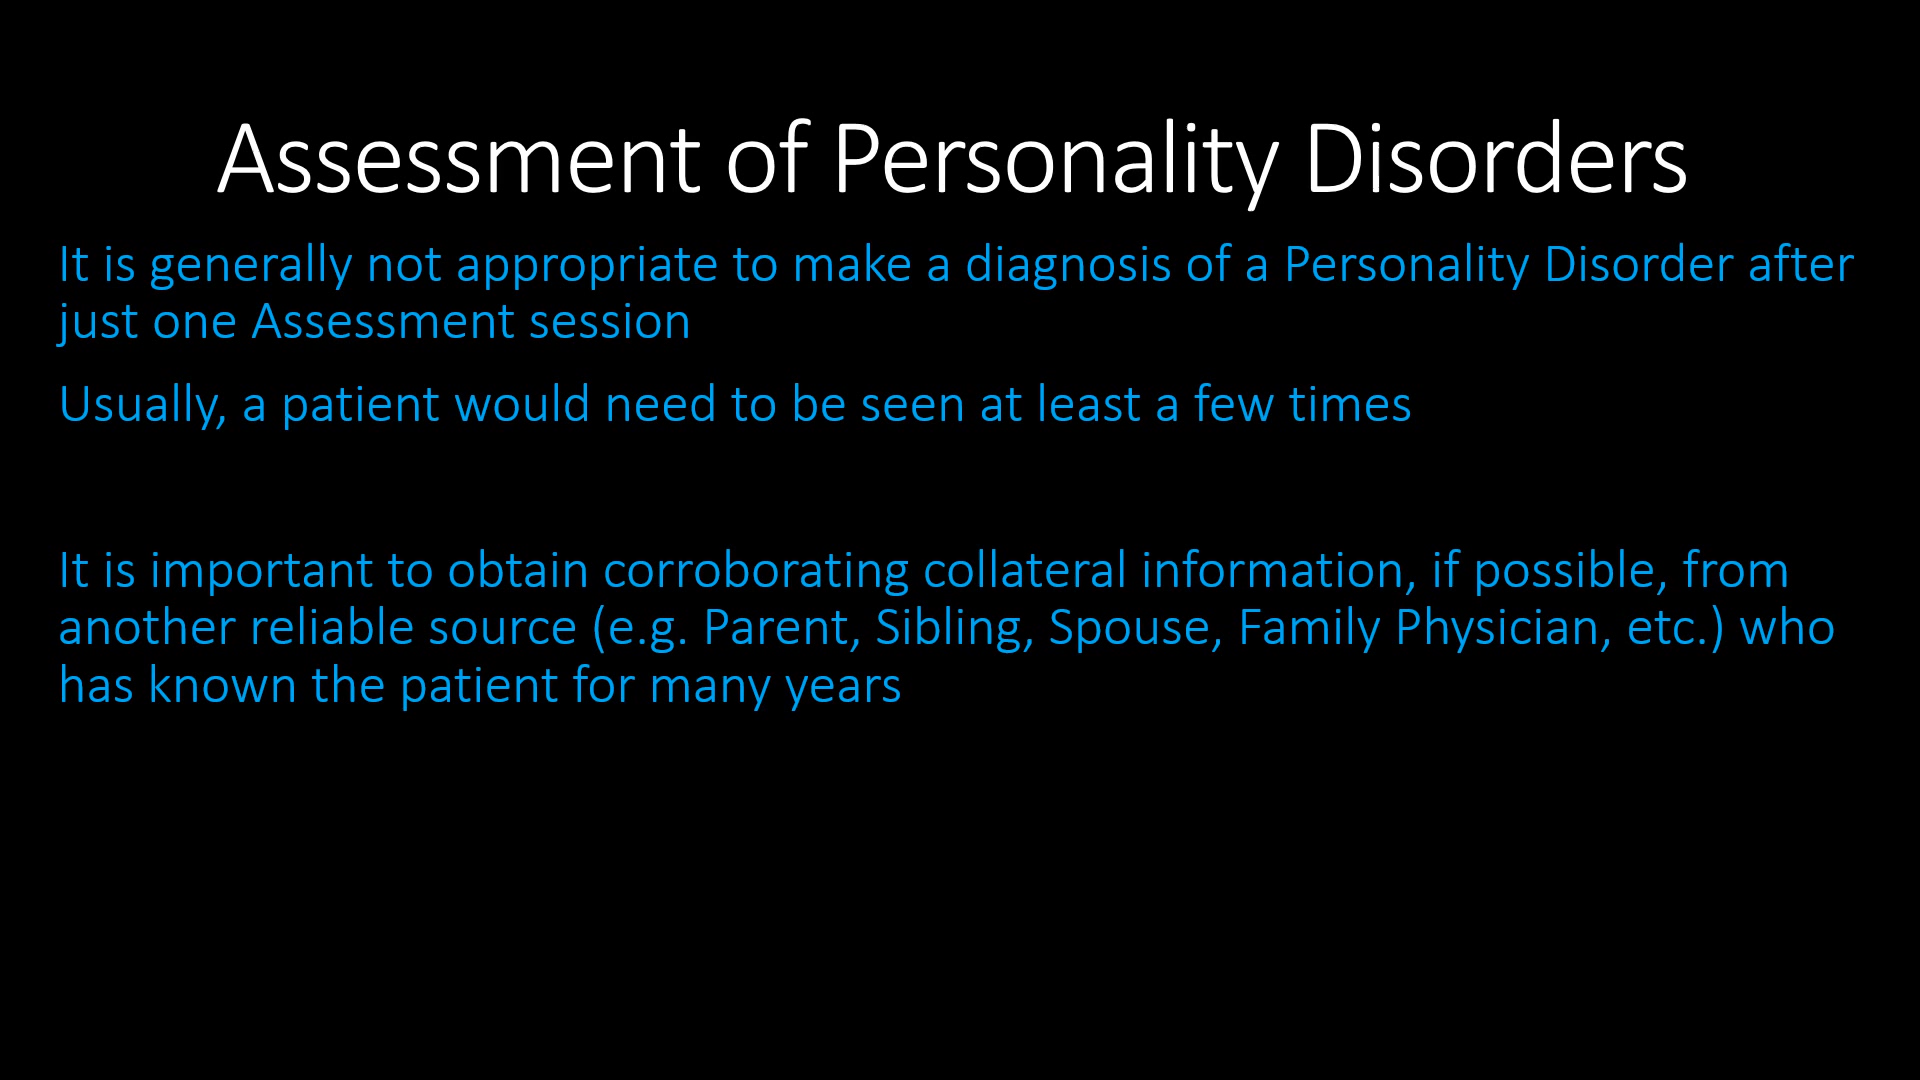 Assessment of Personality Disorders
It is generally not appropriate to make a diagnosis of a Personality Disorder after
just one Assessment session
Usually, a patient would need to be seen at least a few times
It is important to obtain corroborating collateral information, if possible, from
another reliable source (e.g. Parent, Sibling, Spouse, Family Physician, etc.) who
has known the patient for many years